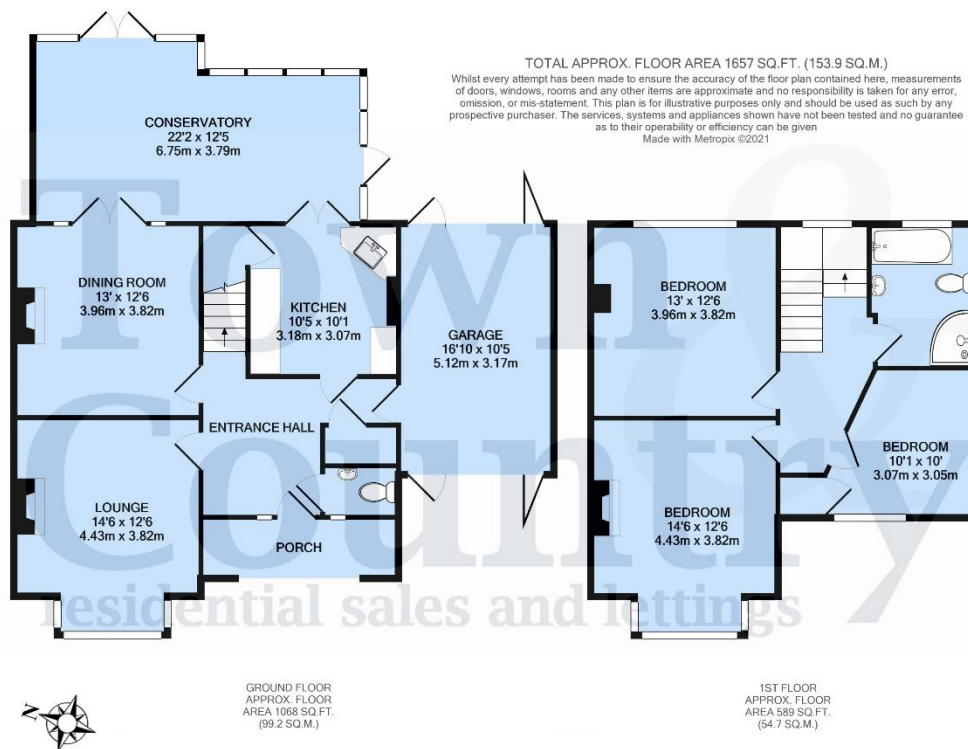 TOTAL APPROX. FLOOR AREA 1657 SQ.FT. (153.9 SQ.M.)
Whilst every attempt has been made to ensure the accuracy of the floor plan contained here, measurements
of doors, windows, rooms and any other items are approximate and no responsibility is taken for any error,
omission, or mis-statement. This plan is for illustrative purposes only and should be used as such by any
prospective purchaser. The services, systems and appliances shown have not been tested and no guarantee
as to their operability or efficiency can be given
Made with Metropix ©2021
CONSERVATORY
22'2 x 12'5
6.75m x 3.79m
DINING ROOM
13' x 12'6
3.96m x 3.82m
KITCHEN
10'5 x 10'1
3.18m x 3.07m
GARAGE
16'10 x 10'5
5.12m x 3.17m
ENTRANCE HALL
LOUNGE
14'6 x 12'6
4.43m x 3.82m
PORCH
BEDROOM
13' x 12'6
3.96m x 3.82m
BEDROOM
10'1 x 10'
3.07m x 3.05m
BEDROOM
14'6 x 12'6
4.43m x 3.82m
Town &
Country
residential sales and lettings
N
GROUND FLOOR
APPROX. FLOOR
AREA 1068 SQ.FT.
(99.2 SQ.M.)
1ST FLOOR
APPROX. FLOOR
AREA 589 SQ.FT.
(54.7 SQ.M.)